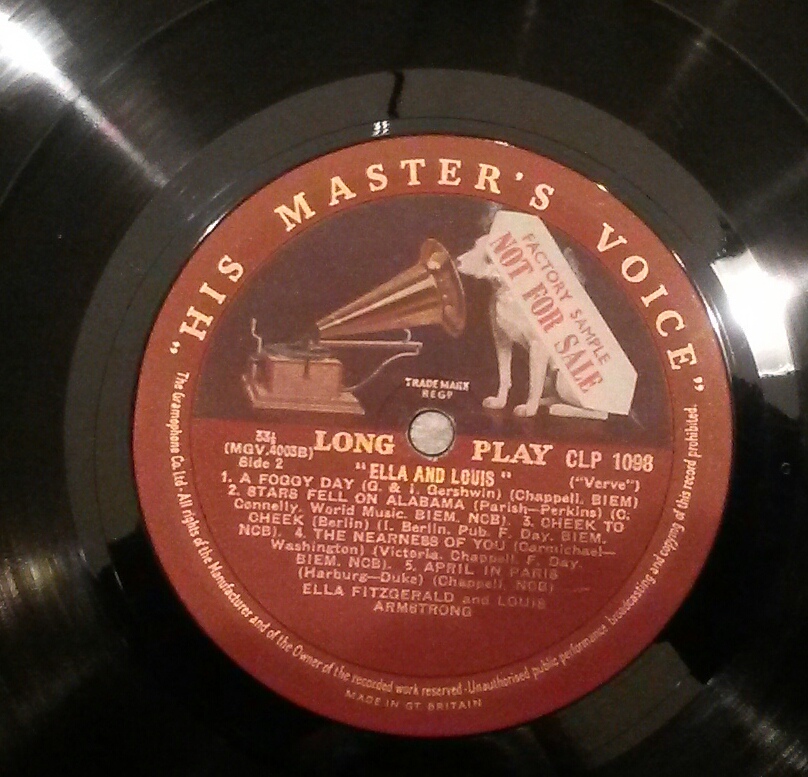 „HIS MASTER'S VOICE”
FACTORY SAMPLE
NOT FOR SALE
TRADE MARK
REGD
33⅓
(MGV.4003B)
Side 2
LONG PLAY
CLP 1098
("Verve")
"ELLA AND LOUIS"
1. A FOGGY DAY (G. & I. Gershwin) (Chappell. BIEM)
2. STARS FELL ON ALABAMA (Parish—Perkins) (C.
Connelly. World Music. BIEM. NCB). 3. CHEEK TO
CHEEK (Berlin) (I. Berlin. Pub. F. Day. BIEM.
NCB). 4. THE NEARNESS OF YOU (Carmichael—
Washington) (Victoria. Chappell. F. Day.
BIEM. NCB). 5. APRIL IN PARIS
(Harburg—Duke) (Chappell. NCB)
ELLA FITZGERALD and LOUIS
ARMSTRONG
The Gramophone Co. Ltd · All rights of the Manufacturer and of the Owner of the recorded work reserved · Unauthorised public performance broadcasting and copying of this record prohibited.
MADE IN GT. BRITAIN